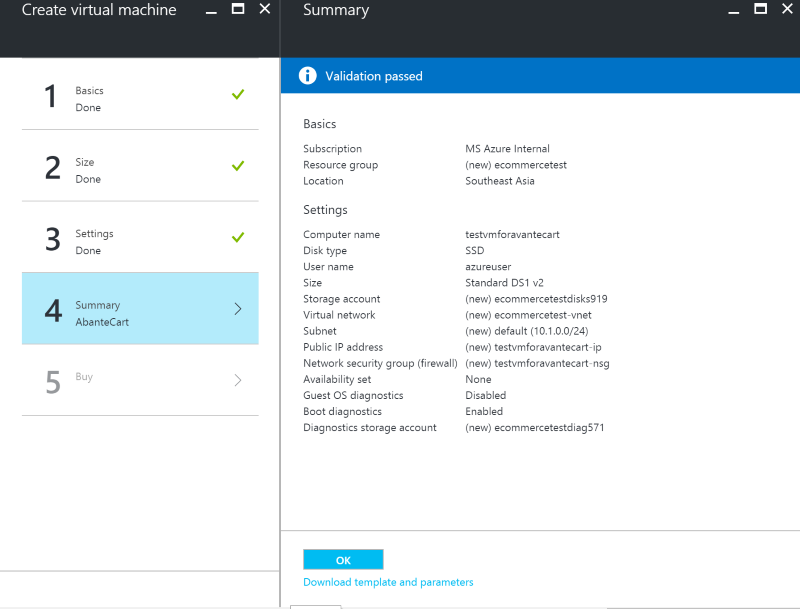 Create virtual machine
1
Basics
Done
2
Size
Done
3
Settings
Done
4
Summary
AbanteCart
5
Buy
Summary
Validation passed
Basics
Subscription MS Azure Internal
Resource group (new) ecommercetest
Location Southeast Asia
Settings
Computer name testvmforavantecart
Disk type SSD
User name azureuser
Size Standard DS1 v2
Storage account (new) ecommercetestdisks919
Virtual network (new) ecommercetest-vnet
Subnet (new) default (10.1.0.0/24)
Public IP address (new) testvmforavantecart-ip
Network security group (firewall) (new) testvmforavantecart-nsg
Availability set None
Guest OS diagnostics Disabled
Boot diagnostics Enabled
Diagnostics storage account (new) ecommercetestdiag571
OK
Download template and parameters